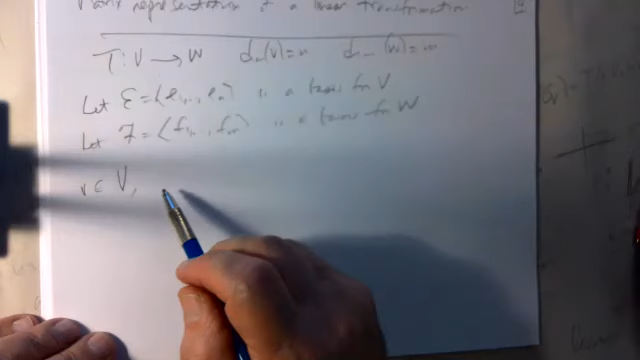 Matrix representation of a linear transformation
T : V → W dim(V) = n dim(W) = m
Let ℰ = (e₁, ..., eₙ) is a basis for V
Let ℱ = (f₁, ..., fₘ) is a basis for W
v ∈ V,